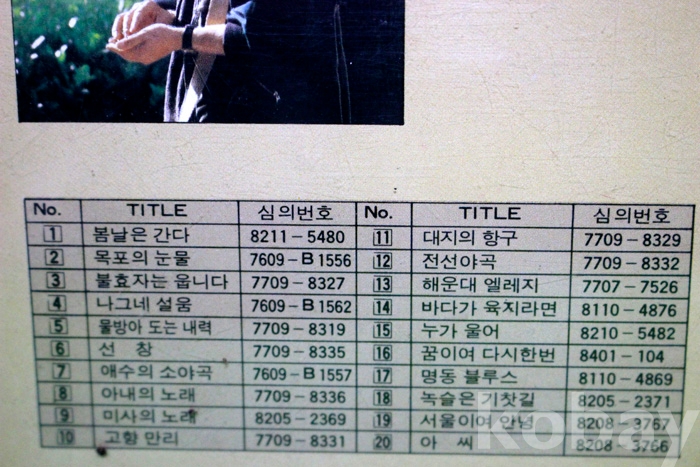 No. TITLE 심의번호 No. TITLE 심의번호
1 봄날은 간다 8211-5480 11 대지의 항구 7709-8329
2 목포의 눈물 7609-B1556 12 전선야곡 7709-8332
3 불효자는 웁니다 7709-8327 13 해운대 엘레지 7707-7526
4 나그네 설움 7609-B1562 14 바다가 육지라면 8110-4876
5 물방아 도는 내력 7709-8319 15 누가 울어 8210-5482
6 선 창 7709-8335 16 꿈이여 다시한번 8401-104
7 애수의 소야곡 7609-B1557 17 명동 블루스 8110-4869
8 아내의 노래 7709-8336 18 녹슬은 기찻길 8205-2371
9 미사의 노래 8205-2369 19 서울이여 안녕 8208-3767
10 고향 만리 7709-8331 20 아 씨 8208-3766
kobay